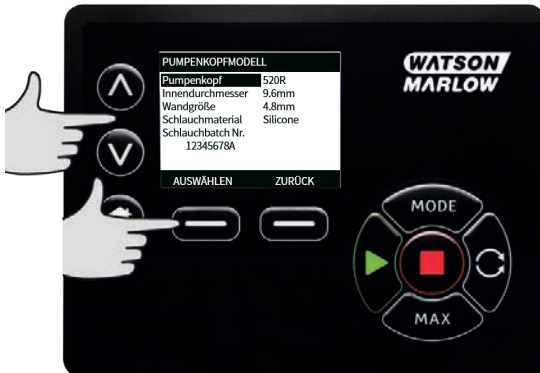 PUMPENKOPFMODELL
Pumpenkopf 520R
Innendurchmesser 9.6mm
Wandgröße 4.8mm
Schlauchmaterial Silicone
Schlauchbatch Nr.
12345678A
AUSWÄHLEN ZURÜCK
WATSON
MARLOW
MODE
MAX